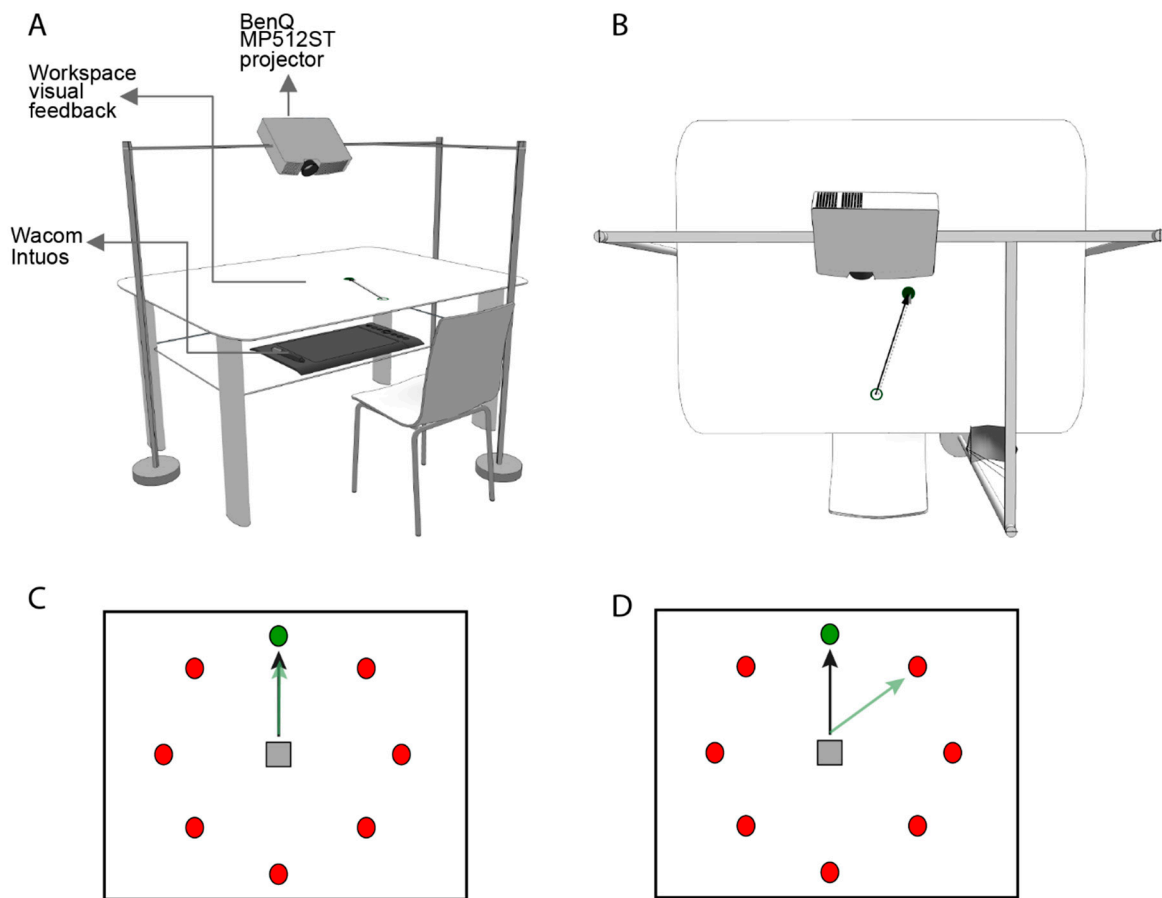 A
BenQ
MP512ST
projector
Workspace
visual
feedback
Wacom
Intuos
B
C
D